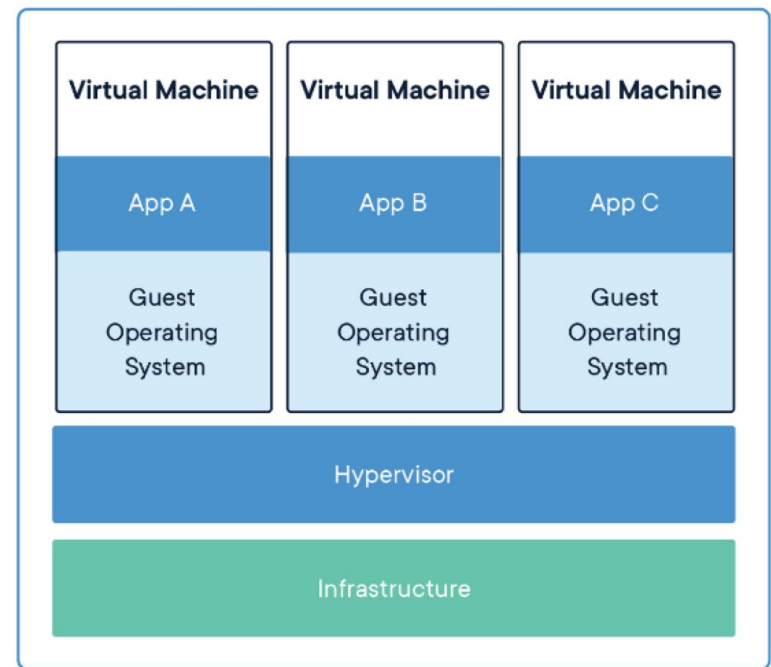 Virtual Machine
App A
Guest
Operating
System
Virtual Machine
App B
Guest
Operating
System
Virtual Machine
App C
Guest
Operating
System
Hypervisor
Infrastructure